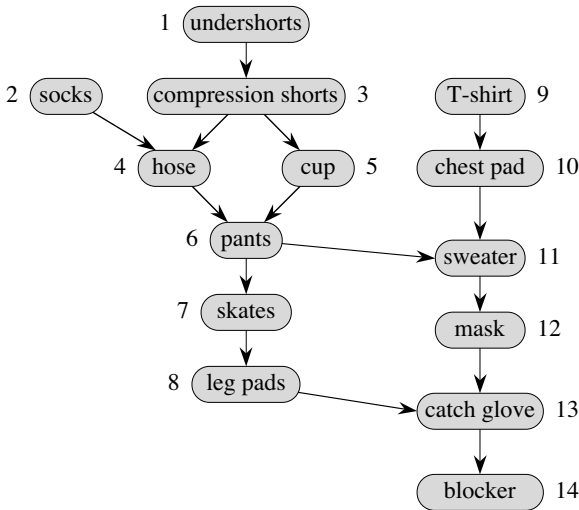 1 undershorts
2 socks
compression shorts 3
T-shirt 9
4 hose
cup 5
chest pad 10
6 pants
sweater 11
7 skates
mask 12
8 leg pads
catch glove 13
blocker 14